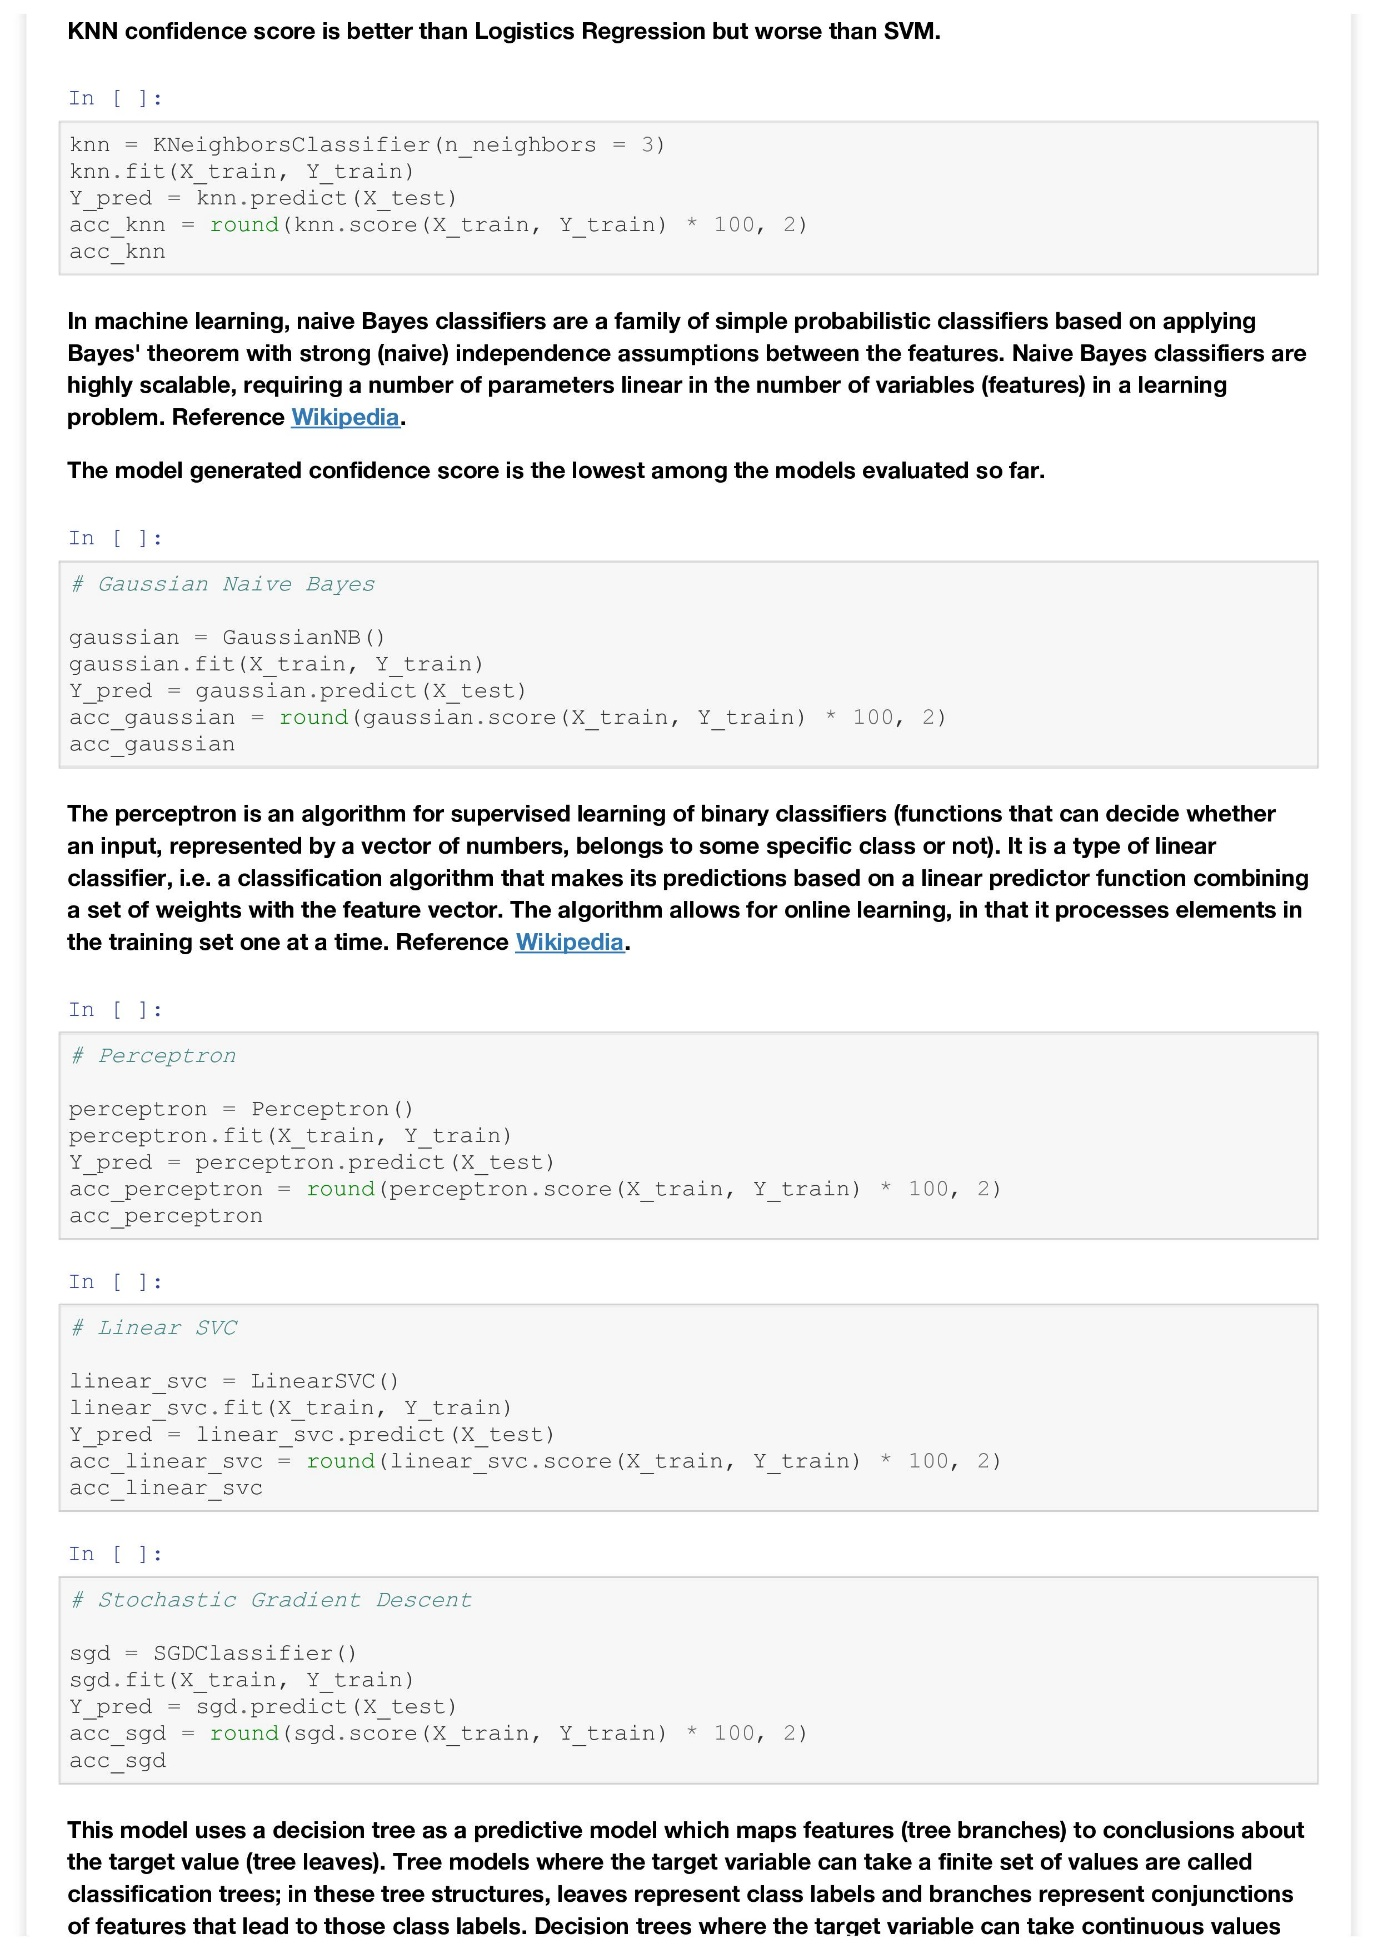 KNN confidence score is better than Logistics Regression but worse than SVM.
In [ ]:
knn = KNeighborsClassifier(n_neighbors = 3)
knn.fit(X_train, Y_train)
Y_pred = knn.predict(X_test)
acc_knn = round(knn.score(X_train, Y_train) * 100, 2)
acc_knn
In machine learning, naive Bayes classifiers are a family of simple probabilistic classifiers based on applying
Bayes' theorem with strong (naive) independence assumptions between the features. Naive Bayes classifiers are
highly scalable, requiring a number of parameters linear in the number of variables (features) in a learning
problem. Reference Wikipedia.
The model generated confidence score is the lowest among the models evaluated so far.
In [ ]:
# Gaussian Naive Bayes
gaussian = GaussianNB()
gaussian.fit(X_train, Y_train)
Y_pred = gaussian.predict(X_test)
acc_gaussian = round(gaussian.score(X_train, Y_train) * 100, 2)
acc_gaussian
The perceptron is an algorithm for supervised learning of binary classifiers (functions that can decide whether
an input, represented by a vector of numbers, belongs to some specific class or not). It is a type of linear
classifier, i.e. a classification algorithm that makes its predictions based on a linear predictor function combining
a set of weights with the feature vector. The algorithm allows for online learning, in that it processes elements in
the training set one at a time. Reference Wikipedia.
In [ ]:
# Perceptron
perceptron = Perceptron()
perceptron.fit(X_train, Y_train)
Y_pred = perceptron.predict(X_test)
acc_perceptron = round(perceptron.score(X_train, Y_train) * 100, 2)
acc_perceptron
In [ ]:
# Linear SVC
linear_svc = LinearSVC()
linear_svc.fit(X_train, Y_train)
Y_pred = linear_svc.predict(X_test)
acc_linear_svc = round(linear_svc.score(X_train, Y_train) * 100, 2)
acc_linear_svc
In [ ]:
# Stochastic Gradient Descent
sgd = SGDClassifier()
sgd.fit(X_train, Y_train)
Y_pred = sgd.predict(X_test)
acc_sgd = round(sgd.score(X_train, Y_train) * 100, 2)
acc_sgd
This model uses a decision tree as a predictive model which maps features (tree branches) to conclusions about
the target value (tree leaves). Tree models where the target variable can take a finite set of values are called
classification trees; in these tree structures, leaves represent class labels and branches represent conjunctions
of features that lead to those class labels. Decision trees where the target variable can take continuous values